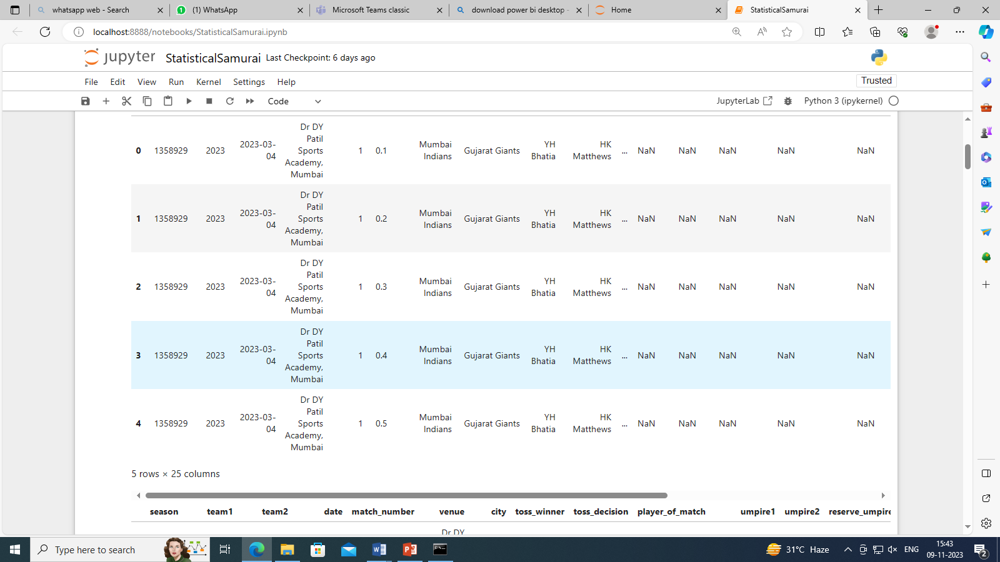 whatsapp web - Search
(1) WhatsApp
Microsoft Teams classic
download power bi desktop -
Home
StatisticalSamurai
localhost:8888/notebooks/StatisticalSamurai.ipynb
jupyter StatisticalSamurai Last Checkpoint: 6 days ago
File Edit View Run Kernel Settings Help Trusted
Code JupyterLab Python 3 (ipykernel)
Dr DY
Patil
0 1358929 2023 2023-03- Sports 1 0.1 Mumbai Gujarat Giants YH HK ... NaN NaN NaN NaN NaN
04 Academy, Indians Bhatia Matthews
Mumbai
Dr DY
Patil
1 1358929 2023 2023-03- Sports 1 0.2 Mumbai Gujarat Giants YH HK ... NaN NaN NaN NaN NaN
04 Academy, Indians Bhatia Matthews
Mumbai
Dr DY
Patil
2 1358929 2023 2023-03- Sports 1 0.3 Mumbai Gujarat Giants YH HK ... NaN NaN NaN NaN NaN
04 Academy, Indians Bhatia Matthews
Mumbai
Dr DY
Patil
3 1358929 2023 2023-03- Sports 1 0.4 Mumbai Gujarat Giants YH HK ... NaN NaN NaN NaN NaN
04 Academy, Indians Bhatia Matthews
Mumbai
Dr DY
Patil
4 1358929 2023 2023-03- Sports 1 0.5 Mumbai Gujarat Giants YH HK ... NaN NaN NaN NaN NaN
04 Academy, Indians Bhatia Matthews
Mumbai
5 rows × 25 columns
season team1 team2 date match_number venue city toss_winner toss_decision player_of_match umpire1 umpire2 reserve_umpire
Dr DY
Type here to search
31°C Haze
ENG
15:43
09-11-2023
2